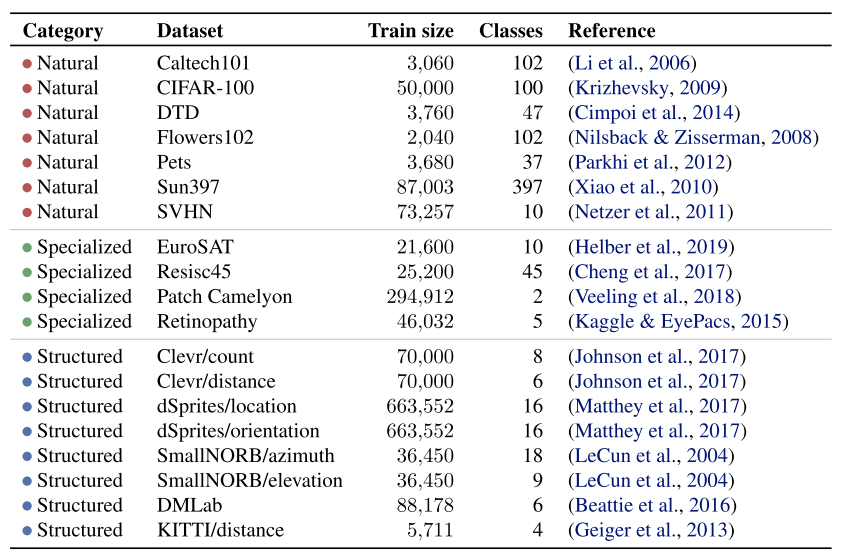 Category Dataset Train size Classes Reference
Natural Caltech101 3,060 102 (Li et al., 2006)
Natural CIFAR-100 50,000 100 (Krizhevsky, 2009)
Natural DTD 3,760 47 (Cimpoi et al., 2014)
Natural Flowers102 2,040 102 (Nilsback & Zisserman, 2008)
Natural Pets 3,680 37 (Parkhi et al., 2012)
Natural Sun397 87,003 397 (Xiao et al., 2010)
Natural SVHN 73,257 10 (Netzer et al., 2011)
Specialized EuroSAT 21,600 10 (Helber et al., 2019)
Specialized Resisc45 25,200 45 (Cheng et al., 2017)
Specialized Patch Camelyon 294,912 2 (Veeling et al., 2018)
Specialized Retinopathy 46,032 5 (Kaggle & EyePacs, 2015)
Structured Clevr/count 70,000 8 (Johnson et al., 2017)
Structured Clevr/distance 70,000 6 (Johnson et al., 2017)
Structured dSprites/location 663,552 16 (Matthey et al., 2017)
Structured dSprites/orientation 663,552 16 (Matthey et al., 2017)
Structured SmallNORB/azimuth 36,450 18 (LeCun et al., 2004)
Structured SmallNORB/elevation 36,450 9 (LeCun et al., 2004)
Structured DMLab 88,178 6 (Beattie et al., 2016)
Structured KITTI/distance 5,711 4 (Geiger et al., 2013)